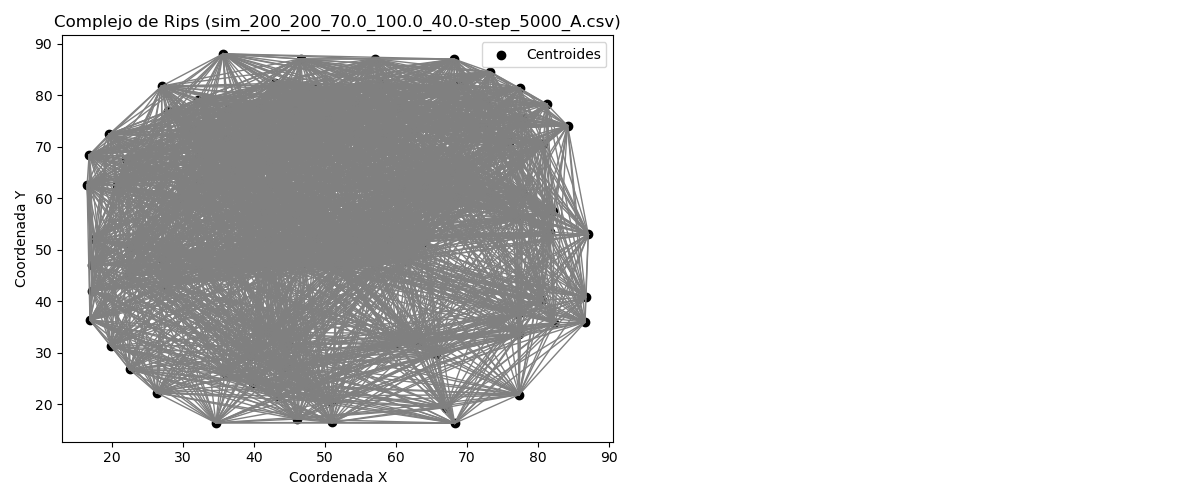 Complejo de Rips (sim_200_200_70.0_100.0_40.0-step_5000_A.csv)
Centroides
90
80
70
60
50
40
30
20
Coordenada Y
20 30 40 50 60 70 80 90
Coordenada X